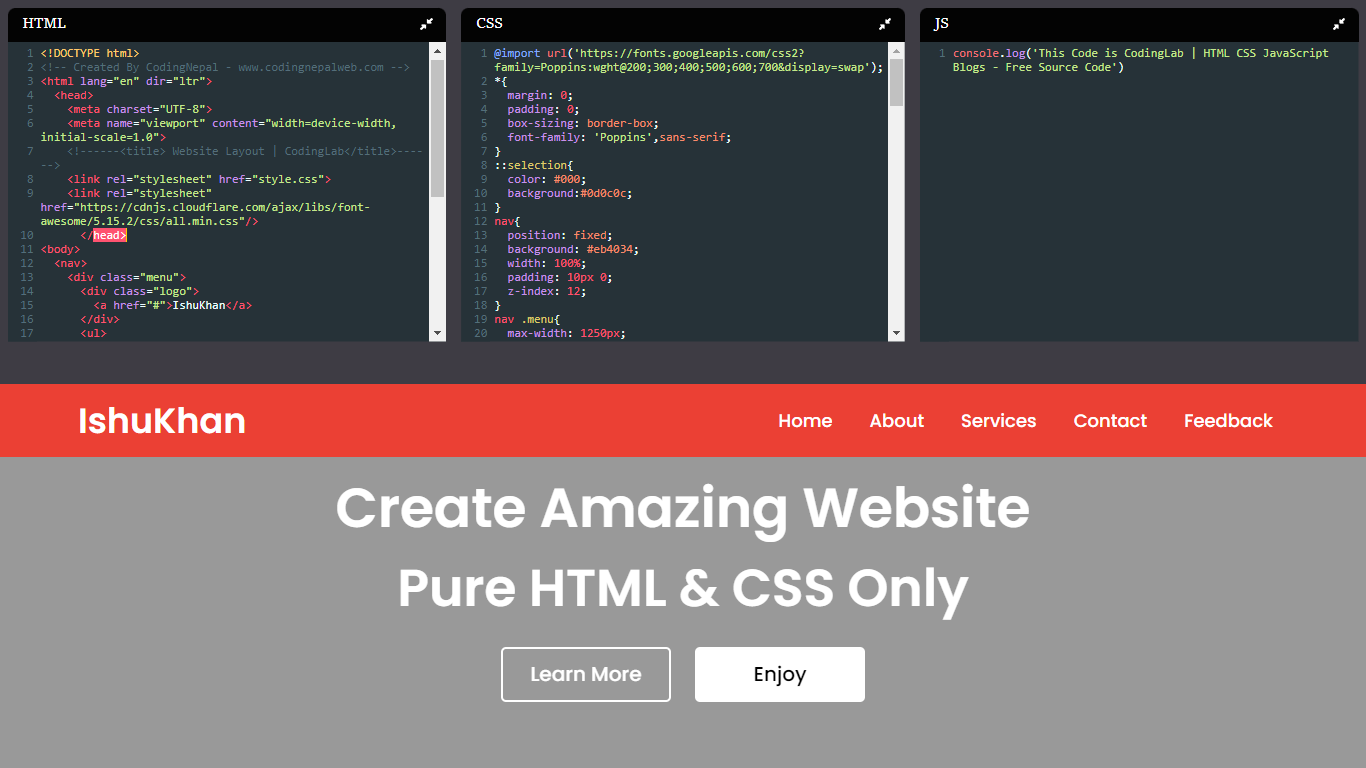 HTML
1 <!DOCTYPE html>
2 <!-- Created By CodingNepal - www.codingnepalweb.com -->
3 <html lang="en" dir="ltr">
4 <head>
5 <meta charset="UTF-8">
6 <meta name="viewport" content="width=device-width,
initial-scale=1.0">
7 <!------<title> Website Layout | CodingLab</title>----
-->
8 <link rel="stylesheet" href="style.css">
9 <link rel="stylesheet"
href="https://cdnjs.cloudflare.com/ajax/libs/font-
awesome/5.15.2/css/all.min.css"/>
10 </head>
11 <body>
12 <nav>
13 <div class="menu">
14 <div class="logo">
15 <a href="#">IshuKhan</a>
16 </div>
17 <ul>
CSS
1 @import url('https://fonts.googleapis.com/css2?
family=Poppins:wght@200;300;400;500;600;700&display=swap');
2 *{
3 margin: 0;
4 padding: 0;
5 box-sizing: border-box;
6 font-family: 'Poppins',sans-serif;
7 }
8 ::selection{
9 color: #000;
10 background:#0d0c0c;
11 }
12 nav{
13 position: fixed;
14 background: #eb4034;
15 width: 100%;
16 padding: 10px 0;
17 z-index: 12;
18 }
19 nav .menu{
20 max-width: 1250px;
JS
1 console.log('This Code is CodingLab | HTML CSS JavaScript
Blogs - Free Source Code')
IshuKhan
Home About Services Contact Feedback
Create Amazing Website
Pure HTML & CSS Only
Learn More Enjoy